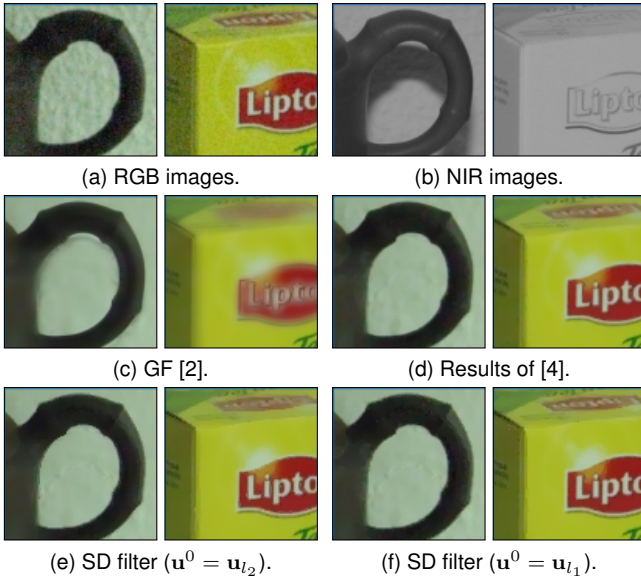 Lipto
Lipto
(a) RGB images.
(b) NIR images.
Lipto
Lipto
(c) GF [2].
(d) Results of [4].
Lipto
Lipto
(e) SD filter (u⁰ = u_{l₂}).
(f) SD filter (u⁰ = u_{l₁}).